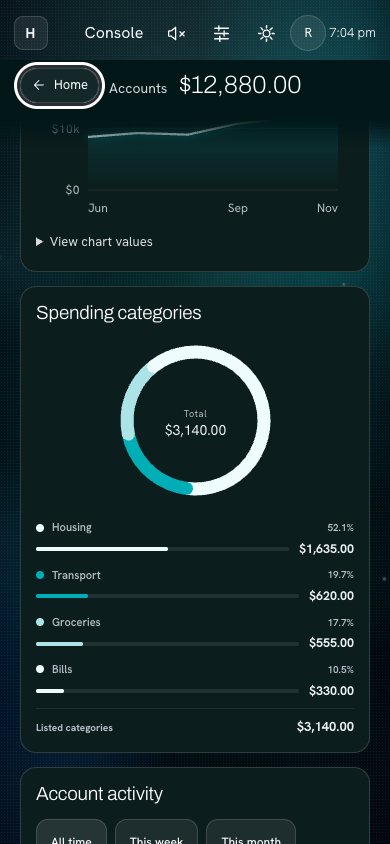 H
Console
R
7:04 pm
← Home
Accounts
$12,880.00
$10k
$0
Jun
Sep
Nov
▶ View chart values
Spending categories
Total
$3,140.00
Housing
52.1%
$1,635.00
Transport
19.7%
$620.00
Groceries
17.7%
$555.00
Bills
10.5%
$330.00
Listed categories
$3,140.00
Account activity
All time
This week
This month